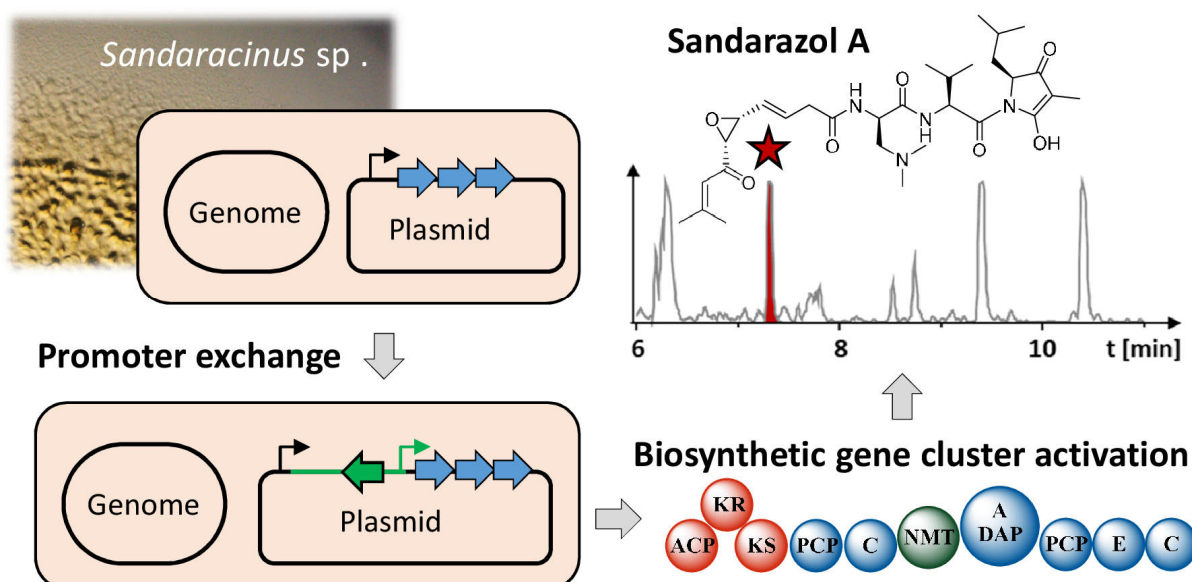 Sandaracinus sp .
Genome
Plasmid
Promoter exchange
Genome
Plasmid
Sandarazol A
O
O
O
H
N
O
N
H
N
O
N
O
OH
6
8
10
t [min]
Biosynthetic gene cluster activation
ACP
KR
KS
PCP
C
NMT
A
DAP
PCP
E
C